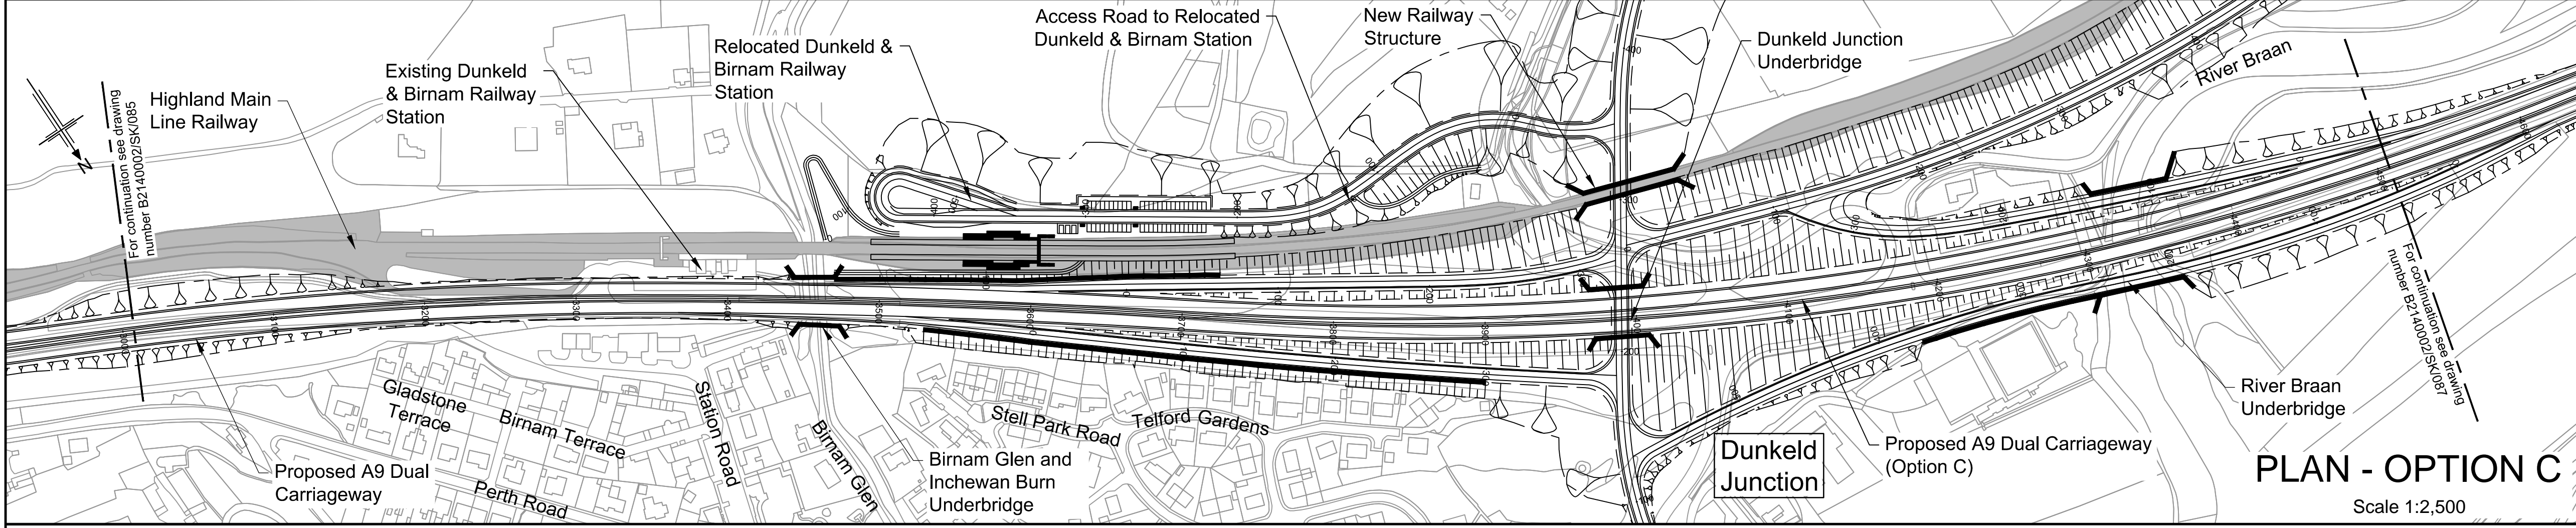 For continuation see drawing
number B2140002/SK/085
N
Highland Main
Line Railway
Existing Dunkeld
& Birnam Railway
Station
Relocated Dunkeld &
Birnam Railway
Station
Access Road to Relocated
Dunkeld & Birnam Station
New Railway
Structure
Dunkeld Junction
Underbridge
River Braan
For continuation see drawing
number B2140002/SK/087
Gladstone
Terrace
Birnam Terrace
Station Road
Birnam Glen
Perth Road
Proposed A9 Dual
Carriageway
Stell Park Road
Telford Gardens
Birnam Glen and
Inchewan Burn
Underbridge
Dunkeld
Junction
Proposed A9 Dual Carriageway
(Option C)
River Braan
Underbridge
PLAN - OPTION C
Scale 1:2,500